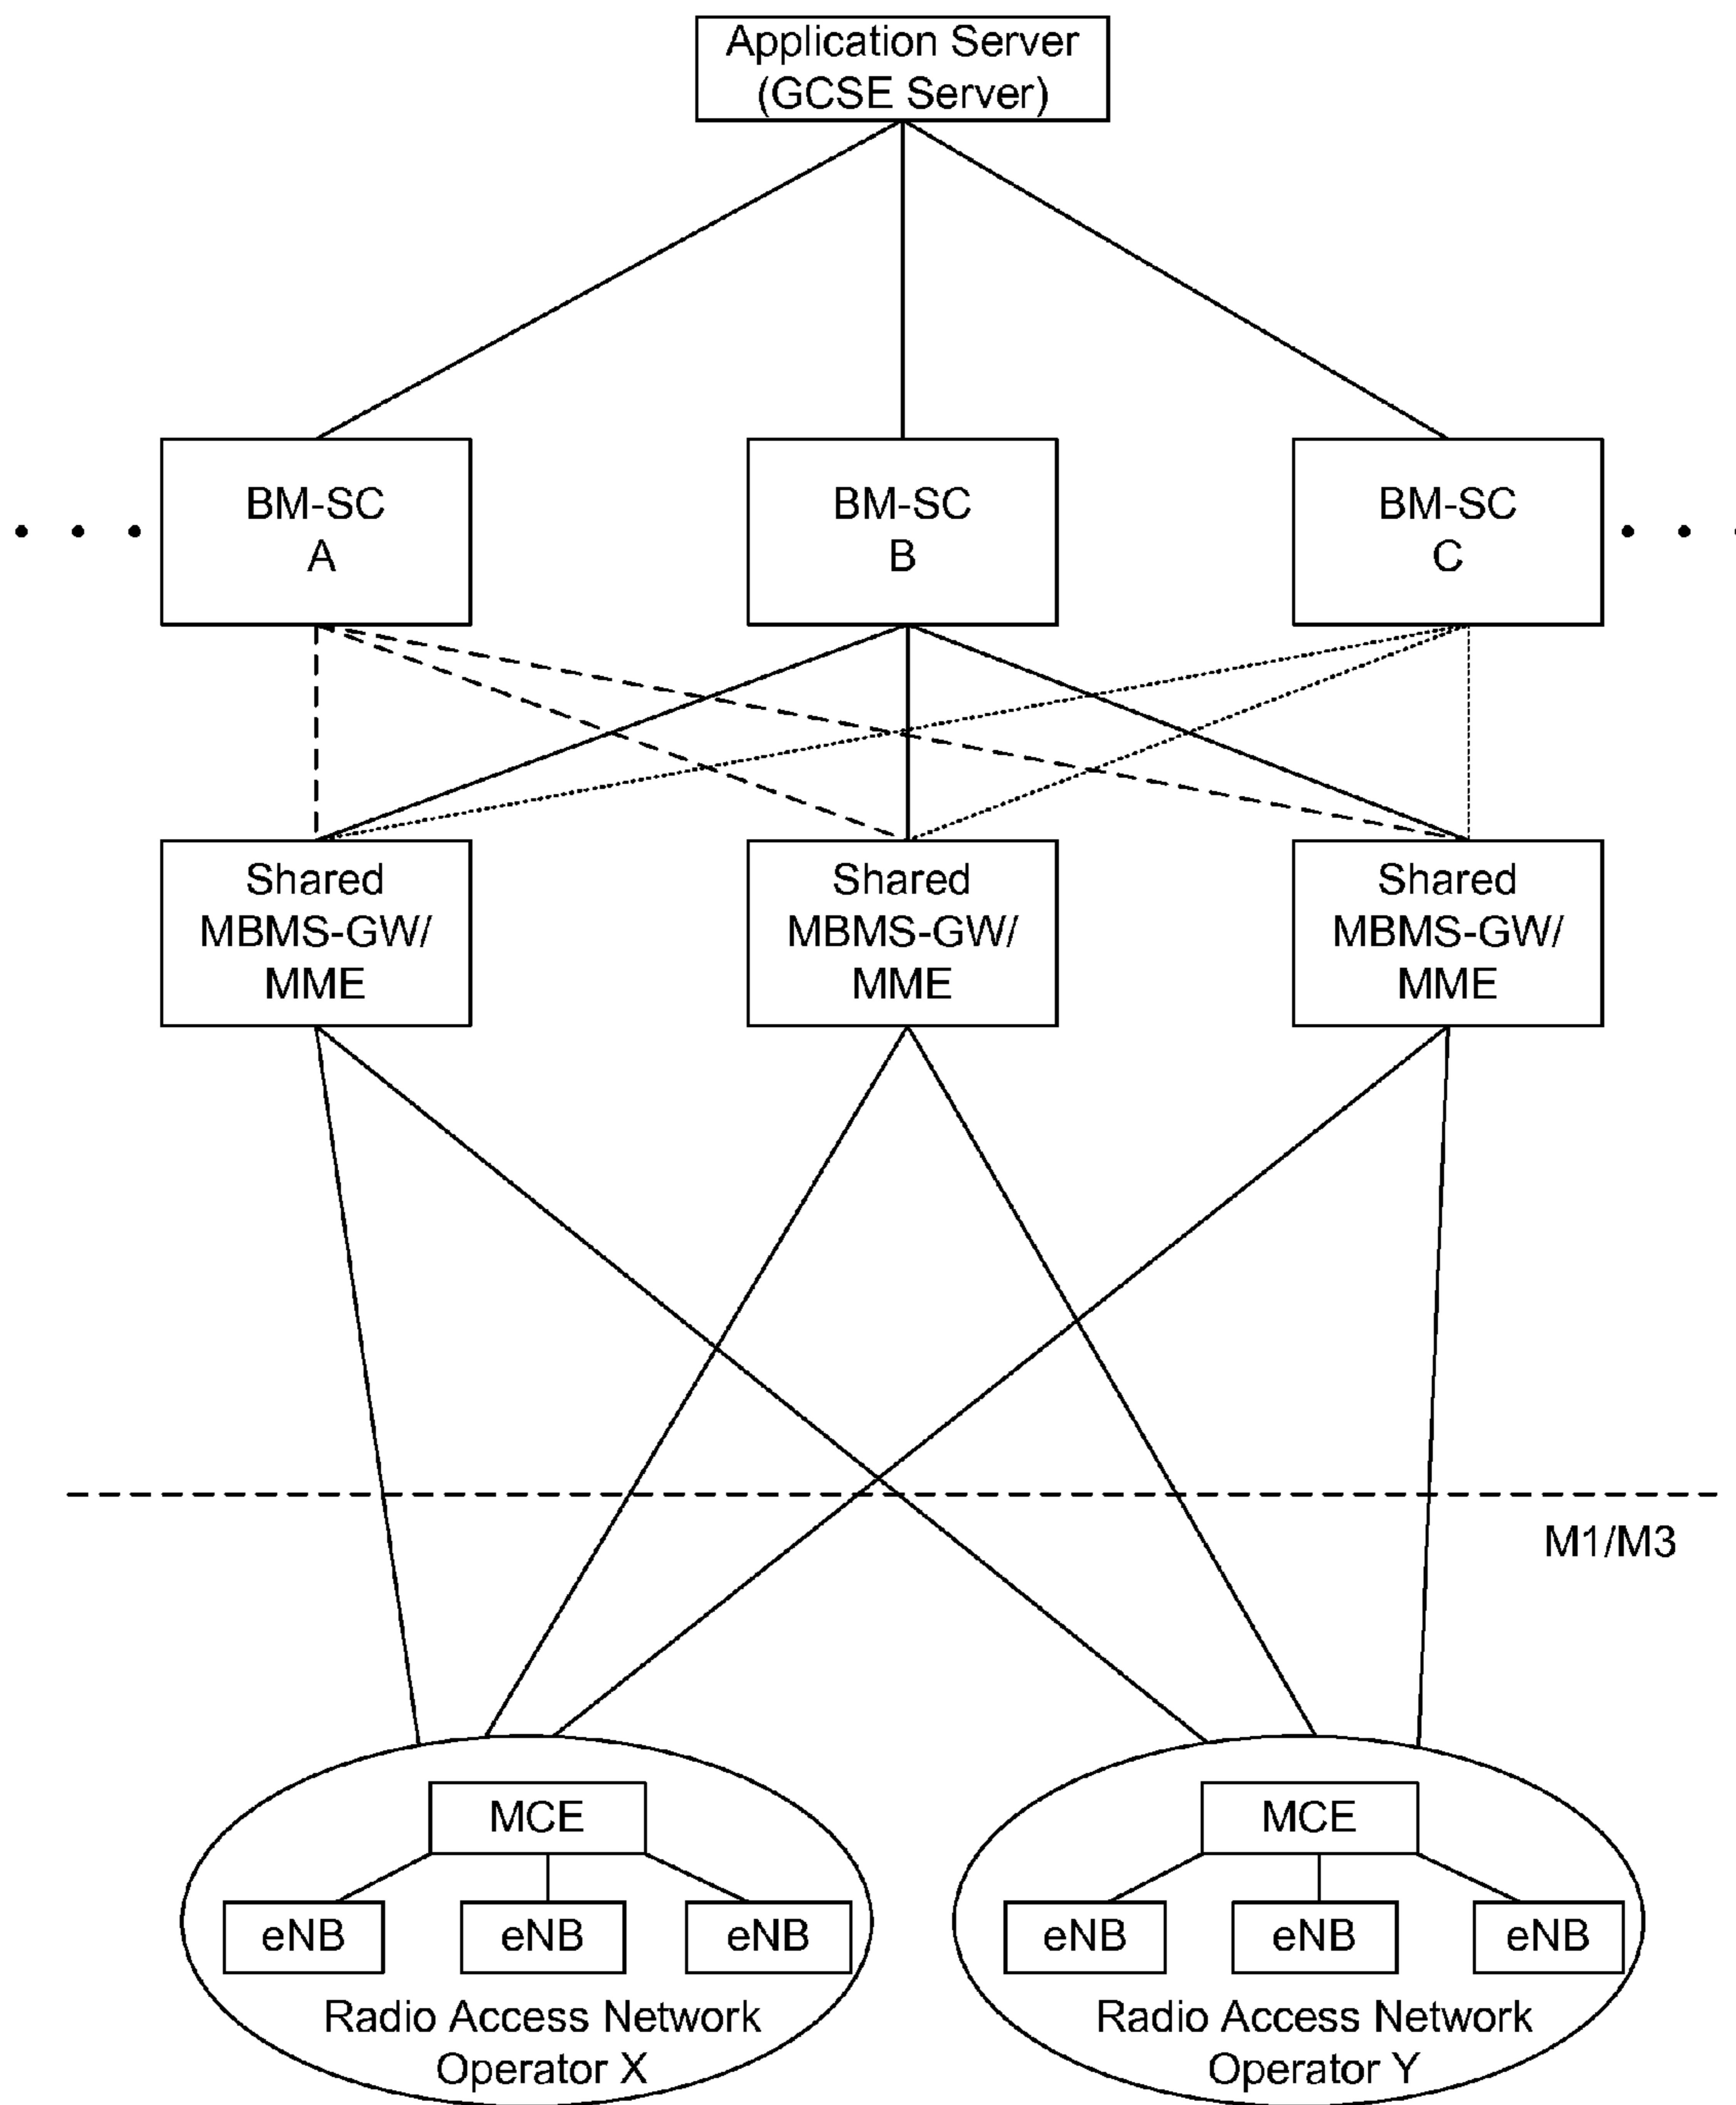 Application Server
(GCSE Server)
BM-SC
A
BM-SC
B
BM-SC
C
Shared
MBMS-GW/
MME
Shared
MBMS-GW/
MME
Shared
MBMS-GW/
MME
M1/M3
MCE
eNB
eNB
eNB
Radio Access Network
Operator X
MCE
eNB
eNB
eNB
Radio Access Network
Operator Y